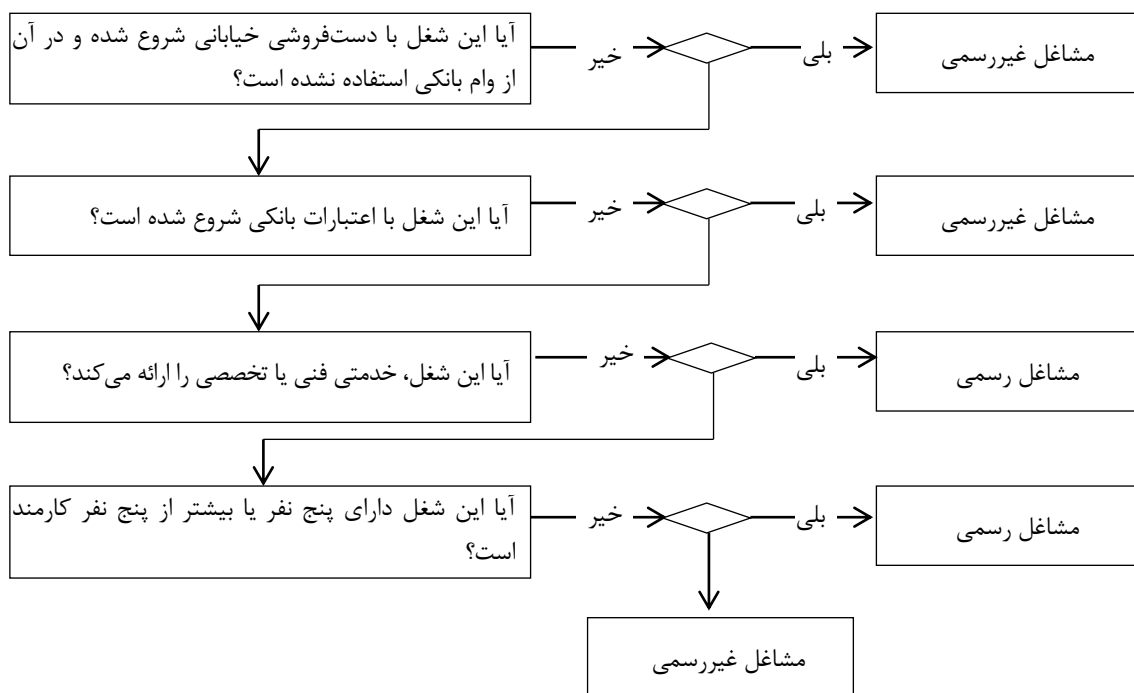 آیا این شغل با دست‌فروشی خیابانی شروع شده و در آن
از وام بانکی استفاده نشده است؟
خیر
بلی
مشاغل غیررسمی
آیا این شغل با اعتبارات بانکی شروع شده است؟
خیر
بلی
مشاغل غیررسمی
آیا این شغل، خدمتی فنی یا تخصصی را ارائه می‌کند؟
خیر
بلی
مشاغل رسمی
آیا این شغل دارای پنج نفر یا بیشتر از پنج نفر کارمند
است؟
خیر
بلی
مشاغل رسمی
مشاغل غیررسمی